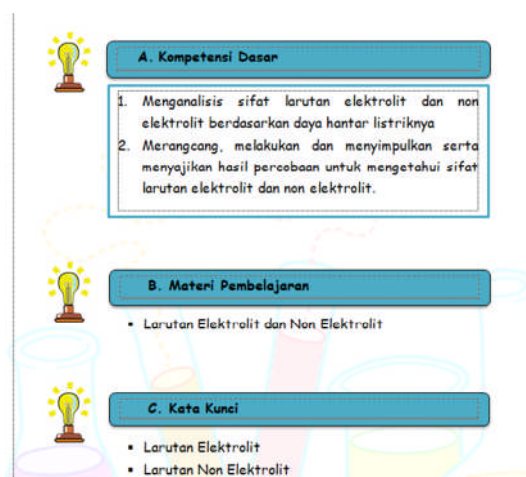 A. Kompetensi Dasar
1. Menganalisis sifat larutan elektrolit dan non
elektrolit berdasarkan daya hantar listriknya
2. Merangcang, melakukan dan menyimpulkan serta
menyajikan hasil percobaan untuk mengetahui sifat
larutan elektrolit dan non elektrolit.
B. Materi Pembelajaran
▪ Larutan Elektrolit dan Non Elektrolit
C. Kata Kunci
▪ Larutan Elektrolit
▪ Larutan Non Elektrolit